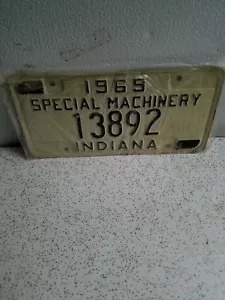 1969
SPECIAL MACHINERY
13892
INDIANA